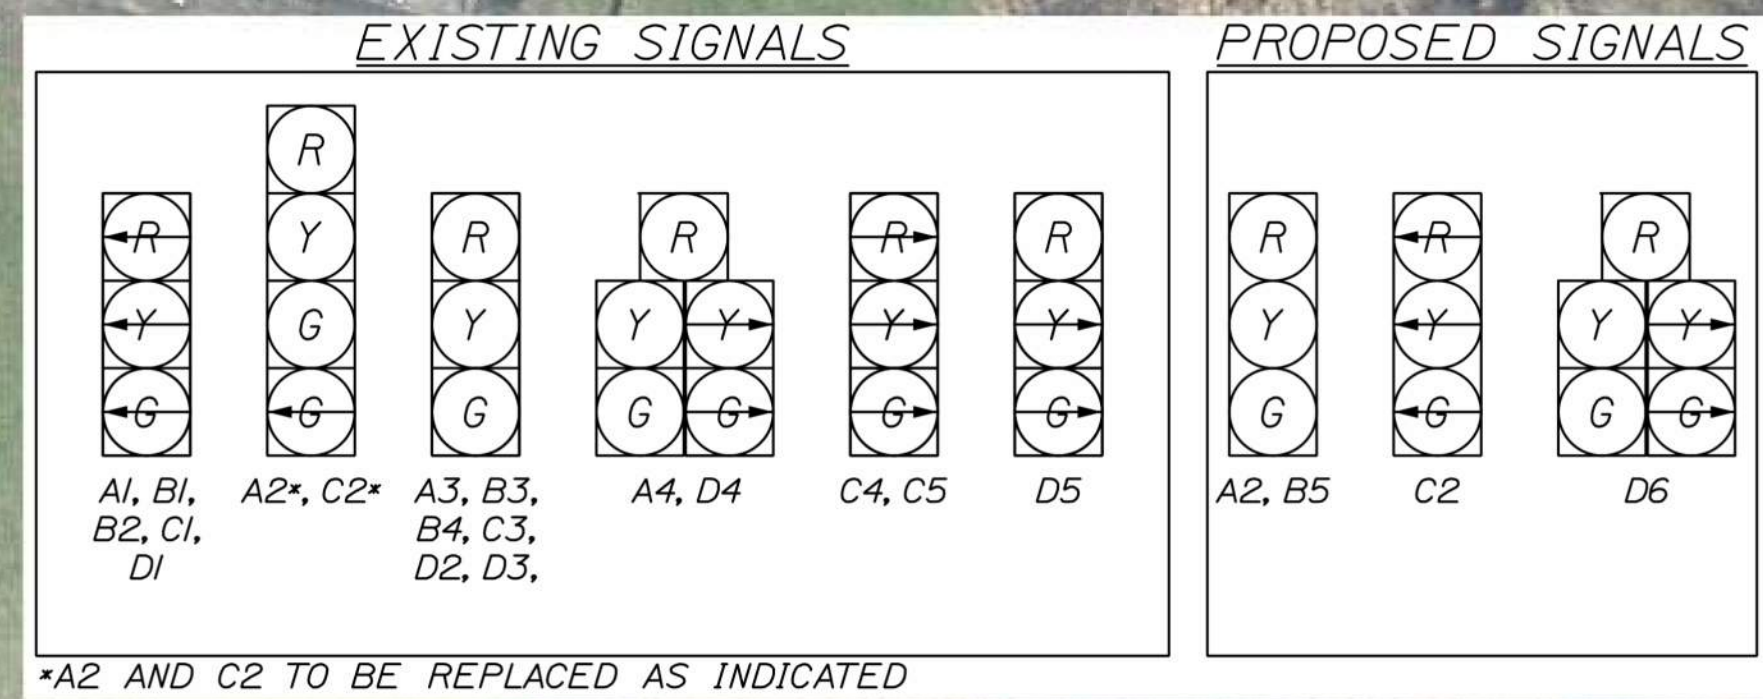 EXISTING SIGNALS
R
Y
G
R
Y
G
G
R
Y
G
R
Y Y
G G
R
Y
G
R
Y
G
A1, B1,
B2, C1,
D1
A2*, C2*
A3, B3,
B4, C3,
D2, D3,
A4, D4
C4, C5
D5
*A2 AND C2 TO BE REPLACED AS INDICATED
PROPOSED SIGNALS
R
Y
G
R
Y
G
R
Y Y
G G
A2, B5
C2
D6